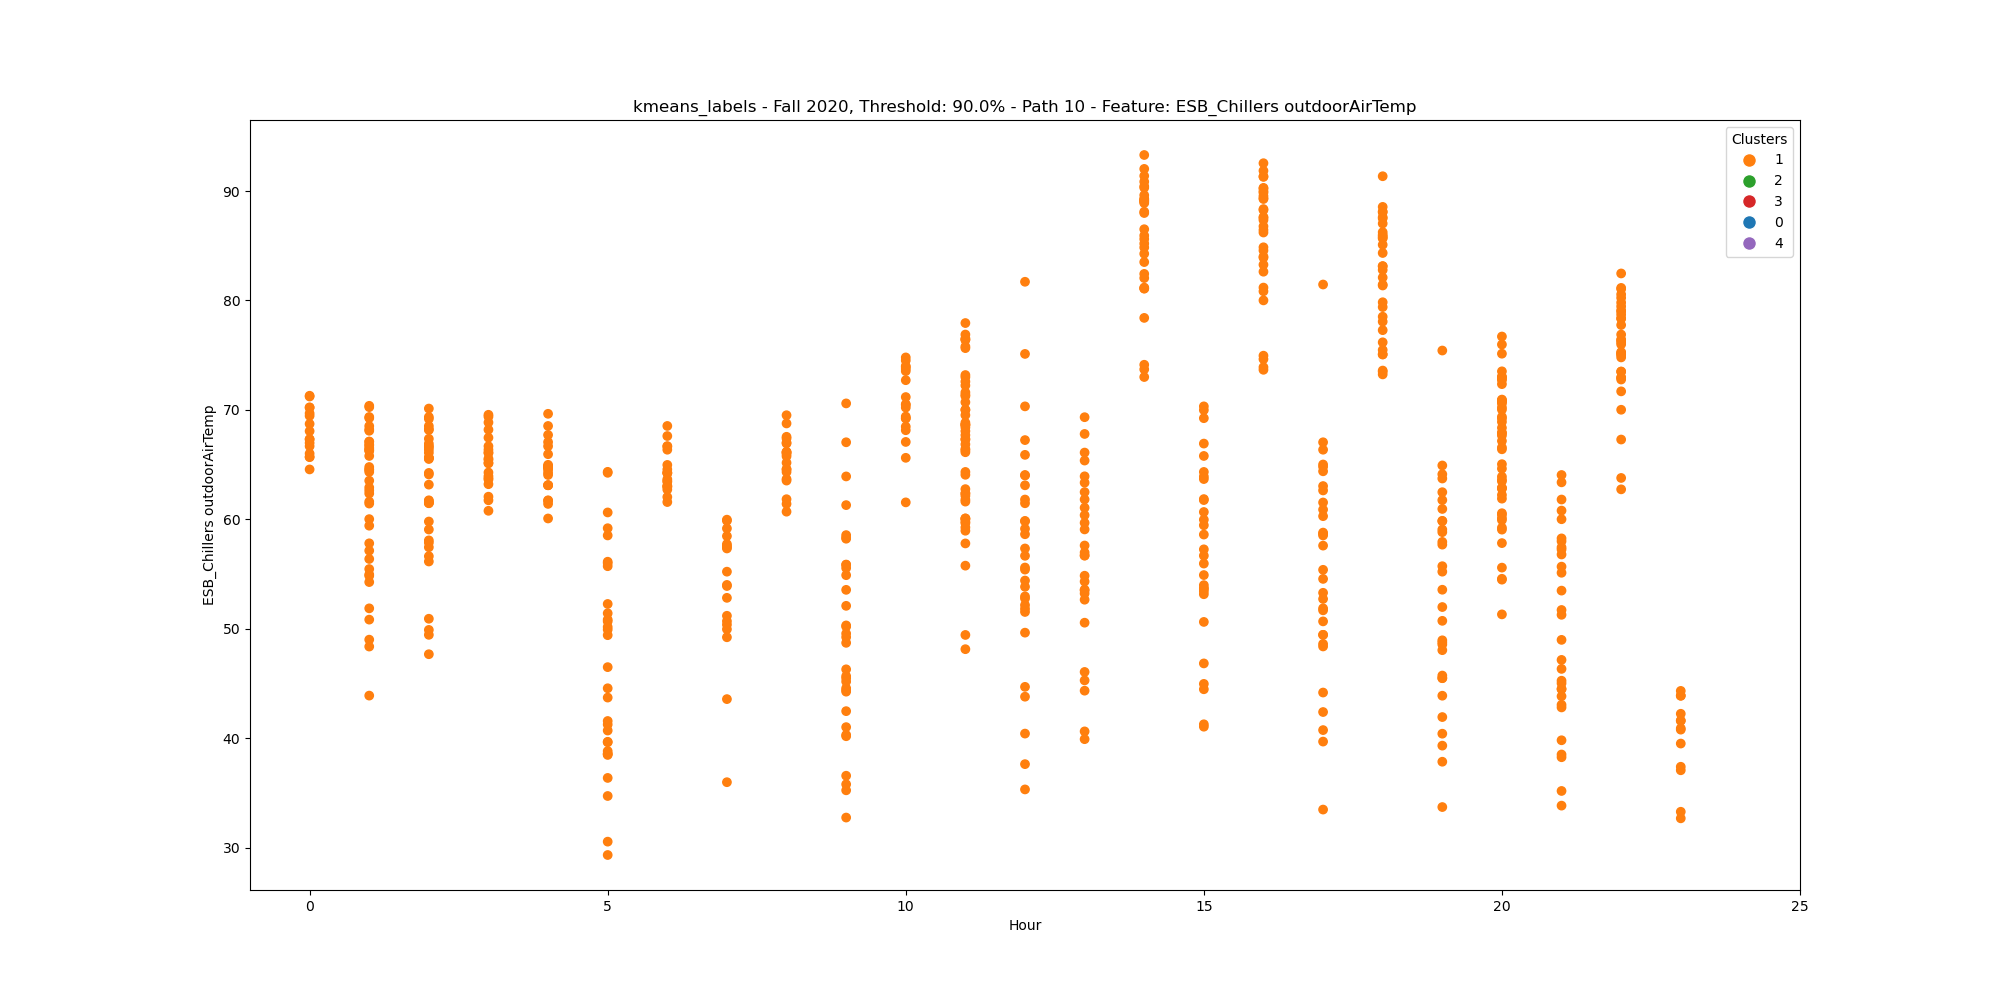 kmeans_labels - Fall 2020, Threshold: 90.0% - Path 10 - Feature: ESB_Chillers outdoorAirTemp
Clusters
1
2
3
0
4
ESB_Chillers outdoorAirTemp
90
80
70
60
50
40
30
0 5 10 15 20 25
Hour